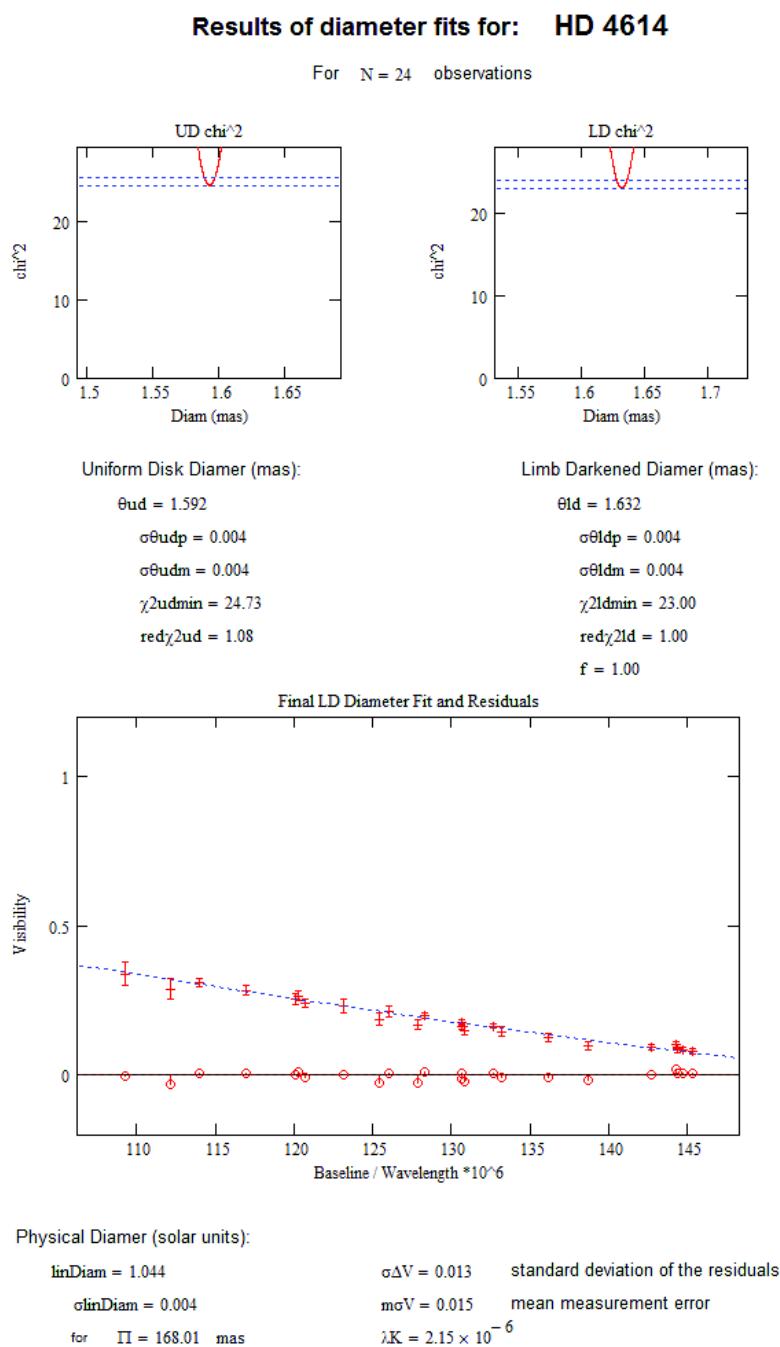 Results of diameter fits for: HD 4614
For N = 24 observations
UD chi^2
20
10
0
chi^2
1.5 1.55 1.6 1.65
Diam (mas)
LD chi^2
20
10
0
chi^2
1.55 1.6 1.65 1.7
Diam (mas)
Uniform Disk Diamer (mas):
θud = 1.592
σθudp = 0.004
σθudm = 0.004
χ2udmin = 24.73
redχ2ud = 1.08
Limb Darkened Diamer (mas):
θld = 1.632
σθldp = 0.004
σθldm = 0.004
χ2ldmin = 23.00
redχ2ld = 1.00
f = 1.00
Final LD Diameter Fit and Residuals
1
0.5
0
Visibility
110 115 120 125 130 135 140 145
Baseline / Wavelength *10^6
Physical Diamer (solar units):
linDiam = 1.044
σlinDiam = 0.004
for Π = 168.01 mas
σΔV = 0.013 standard deviation of the residuals
mσV = 0.015 mean measurement error
λK = 2.15 × 10⁻⁶